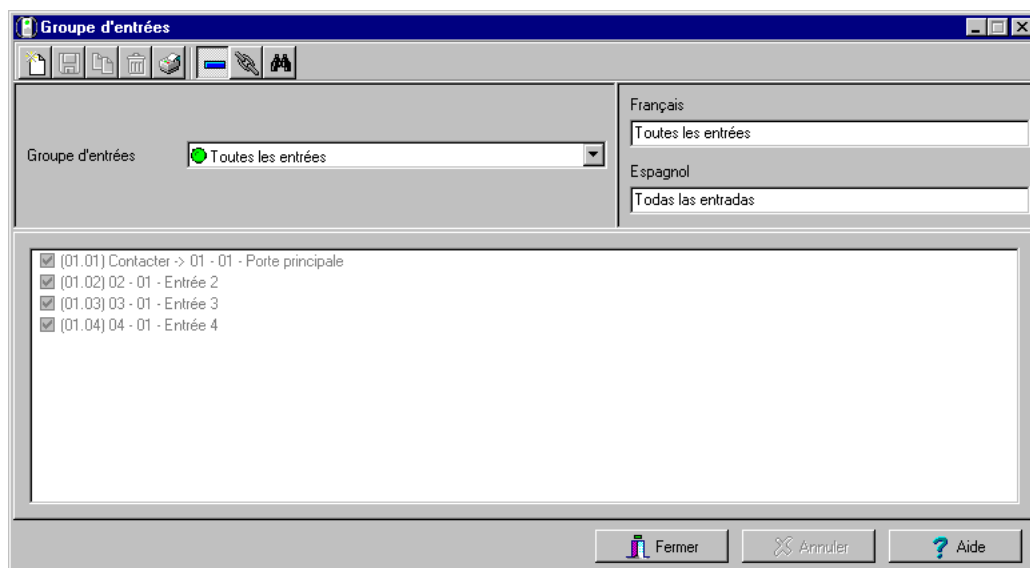 Groupe d'entrées
Français
Toutes les entrées
Groupe d'entrées
Toutes les entrées
Espagnol
Todas las entradas
(01.01) Contacter -> 01 - 01 - Porte principale
(01.02) 02 - 01 - Entrée 2
(01.03) 03 - 01 - Entrée 3
(01.04) 04 - 01 - Entrée 4
Fermer
Annuler
Aide